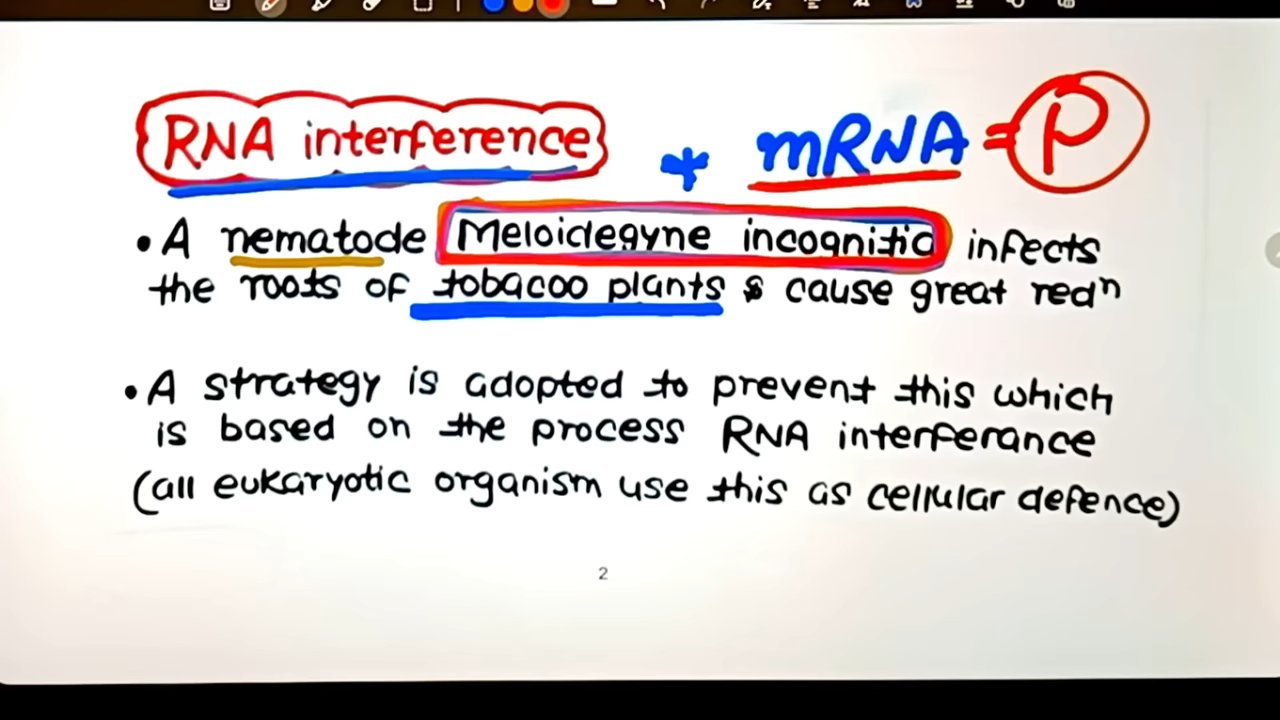 RNA interference * mRNA = P
• A nematode Meloidegyne incognitia infects
the roots of tobacoo plants & cause great redⁿ
• A strategy is adopted to prevent this which
is based on the process RNA interferance
(all eukaryotic organism use this as cellular defence)
2